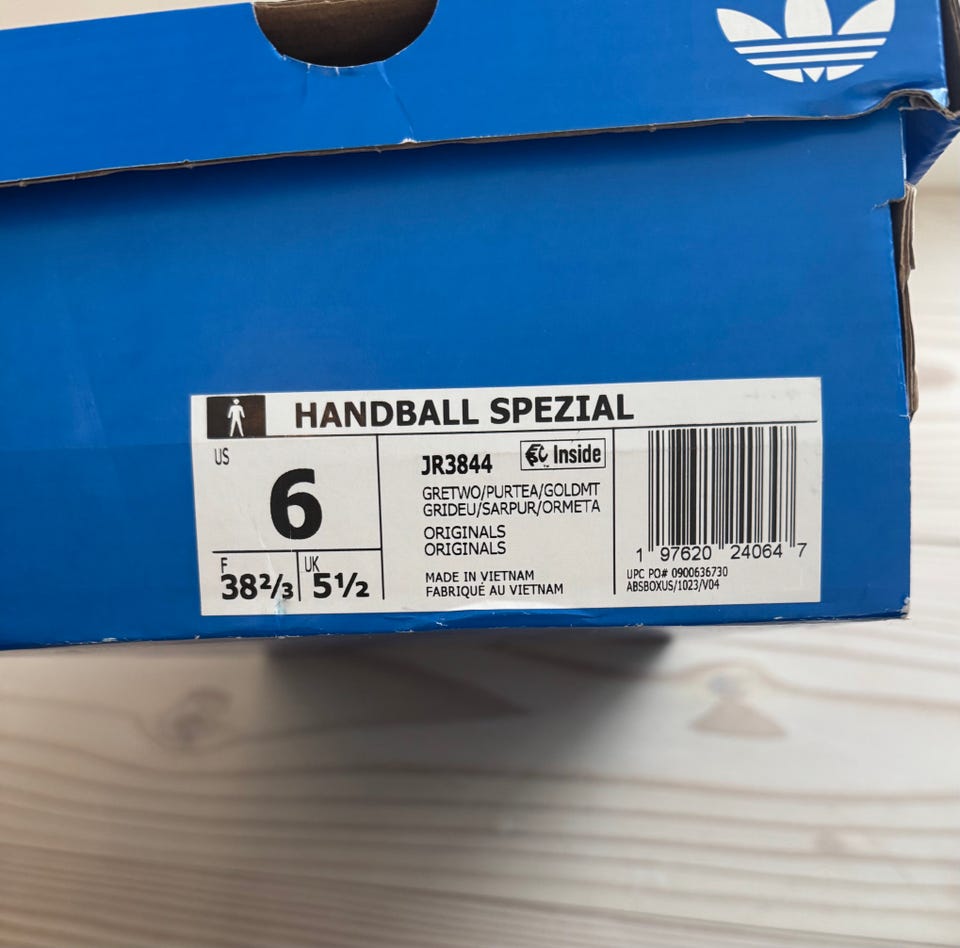 HANDBALL SPEZIAL
US
6
F
38⅔
UK
5½
JR3844
Inside
GRETWO/PURTEA/GOLDMT
GRIDEU/SARPUR/ORMETA
ORIGINALS
ORIGINALS
MADE IN VIETNAM
FABRIQUÉ AU VIETNAM
1 97620 24064 7
UPC PO# 0900636730
ABSBOXUS/1023/V04